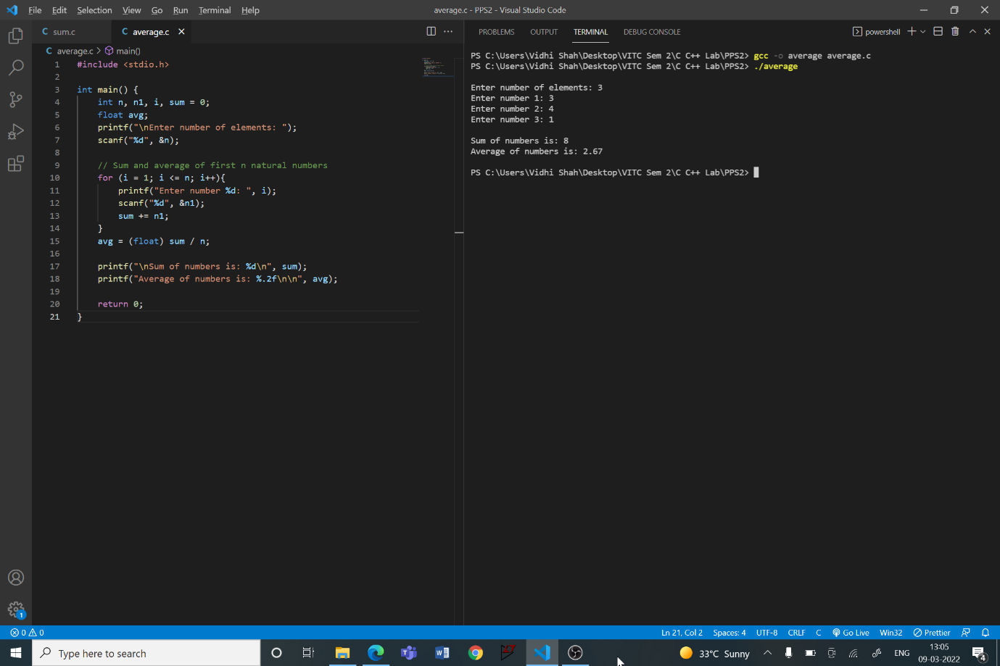 File Edit Selection View Go Run Terminal Help average.c - PPS2 - Visual Studio Code
C sum.c C average.c
C average.c > main()
1 #include <stdio.h>
2
3 int main() {
4 int n, n1, i, sum = 0;
5 float avg;
6 printf("\nEnter number of elements: ");
7 scanf("%d", &n);
8
9 // Sum and average of first n natural numbers
10 for (i = 1; i <= n; i++){
11 printf("Enter number %d: ", i);
12 scanf("%d", &n1);
13 sum += n1;
14 }
15 avg = (float) sum / n;
16
17 printf("\nSum of numbers is: %d\n", sum);
18 printf("Average of numbers is: %.2f\n\n", avg);
19
20 return 0;
21 }
PROBLEMS OUTPUT TERMINAL DEBUG CONSOLE powershell
PS C:\Users\Vidhi Shah\Desktop\VITC Sem 2\C C++ Lab\PPS2> gcc -o average average.c
PS C:\Users\Vidhi Shah\Desktop\VITC Sem 2\C C++ Lab\PPS2> ./average
Enter number of elements: 3
Enter number 1: 3
Enter number 2: 4
Enter number 3: 1
Sum of numbers is: 8
Average of numbers is: 2.67
PS C:\Users\Vidhi Shah\Desktop\VITC Sem 2\C C++ Lab\PPS2>
1
0 0 Ln 21, Col 2 Spaces: 4 UTF-8 CRLF C Go Live Win32 Prettier
Type here to search 33°C Sunny ENG 13:05
09-03-2022 4